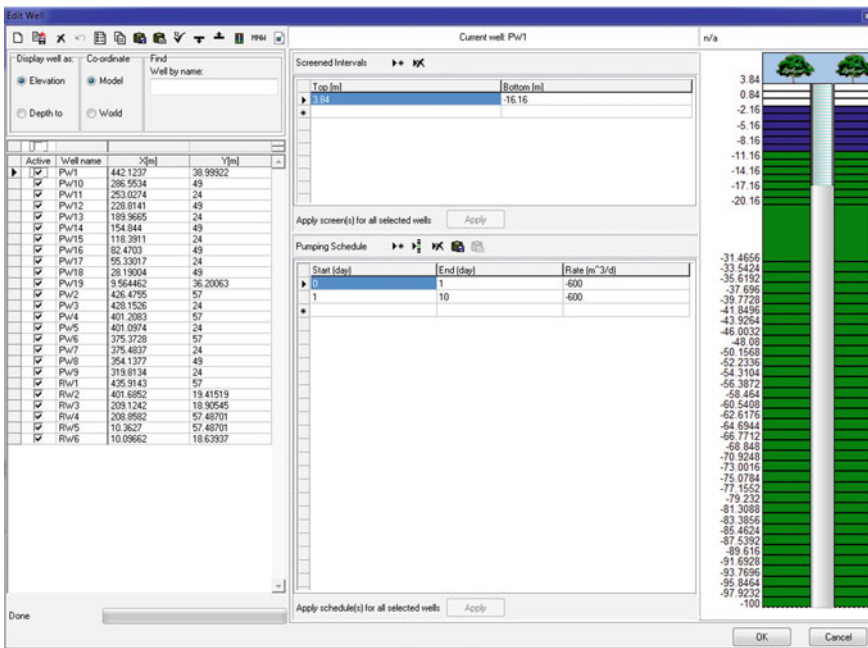 Edit Well
MNW
Current well: PW1
n/a
Display well as:
Elevation
Depth to
Co-ordinate
Model
World
Find
Well by name:
Active Well name X[m] Y[m]
PW1 442.1237 38.99922
PW10 286.5534 49
PW11 253.0274 24
PW12 228.8141 49
PW13 189.9665 24
PW14 154.844 49
PW15 118.3911 24
PW16 82.4703 49
PW17 55.33017 24
PW18 28.19004 49
PW19 9.564462 36.20063
PW2 426.4755 57
PW3 428.1526 24
PW4 401.2083 57
PW5 401.0974 24
PW6 375.3728 57
PW7 375.4837 24
PW8 354.1377 49
PW9 319.8134 24
RW1 435.9143 57
RW2 401.6852 19.41519
RW3 209.1242 18.90545
RW4 208.8582 57.48701
RW5 10.3627 57.48701
RW6 10.09662 18.63937
Done
Screened Intervals
Top [m] Bottom [m]
3.84 -16.16
Apply screen(s) for all selected wells Apply
Pumping Schedule
Start (day) End (day) Rate (m^3/d)
0 1 -600
1 10 -600
Apply schedule(s) for all selected wells Apply
3.84
0.84
-2.16
-5.16
-8.16
-11.16
-14.16
-17.16
-20.16
-31.4656
-33.5424
-35.6192
-37.696
-39.7728
-41.8496
-43.9264
-46.0032
-48.08
-50.1568
-52.2336
-54.3104
-56.3872
-58.464
-60.5408
-62.6176
-64.6944
-66.7712
-68.848
-70.9248
-73.0016
-75.0784
-77.1552
-79.232
-81.3088
-83.3856
-85.4624
-87.5392
-89.616
-91.6928
-93.7696
-95.8464
-97.9232
-100
OK Cancel